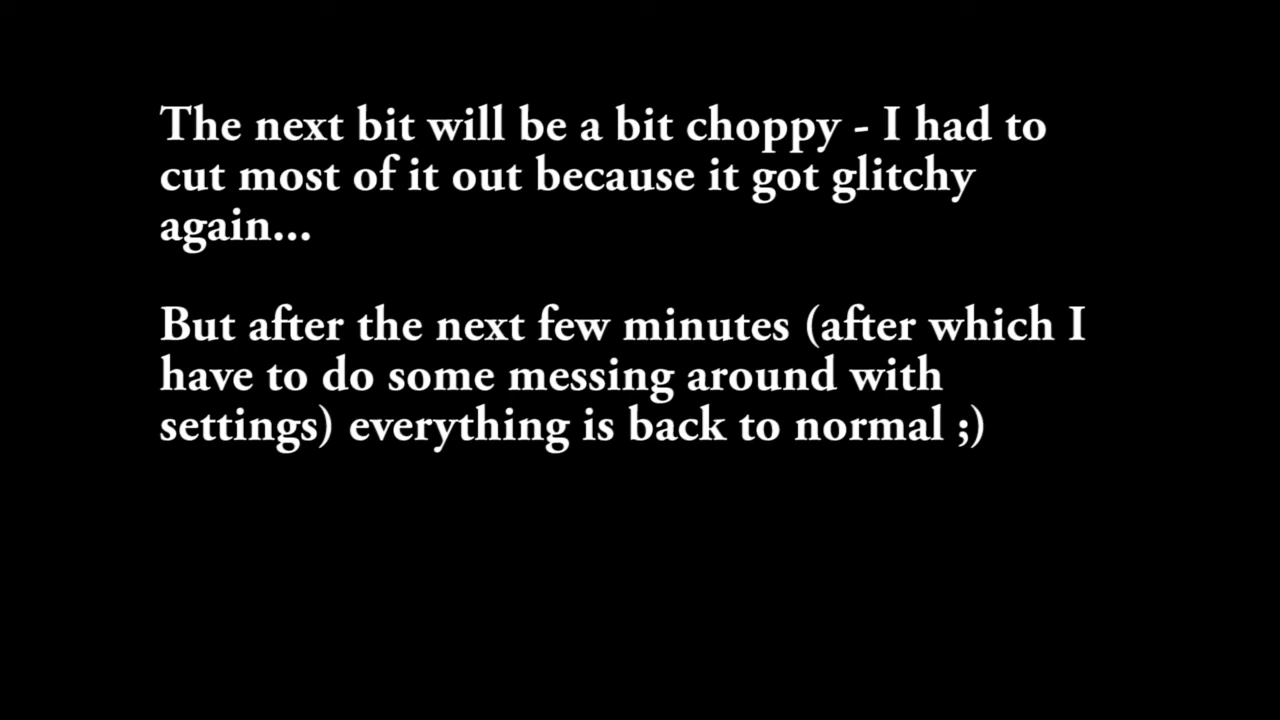 The next bit will be a bit choppy - I had to
cut most of it out because it got glitchy
again...
But after the next few minutes (after which I
have to do some messing around with
settings) everything is back to normal ;)